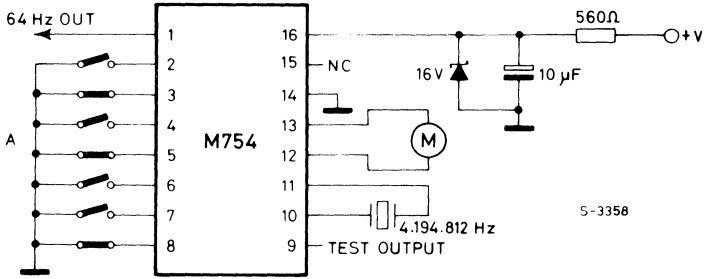 64 Hz OUT
A
1
2
3
4
5
6
7
8
M754
16
15
14
13
12
11
10
9
NC
M
4.194.812 Hz
TEST OUTPUT
16V
10 µF
560Ω
+V
S-3358